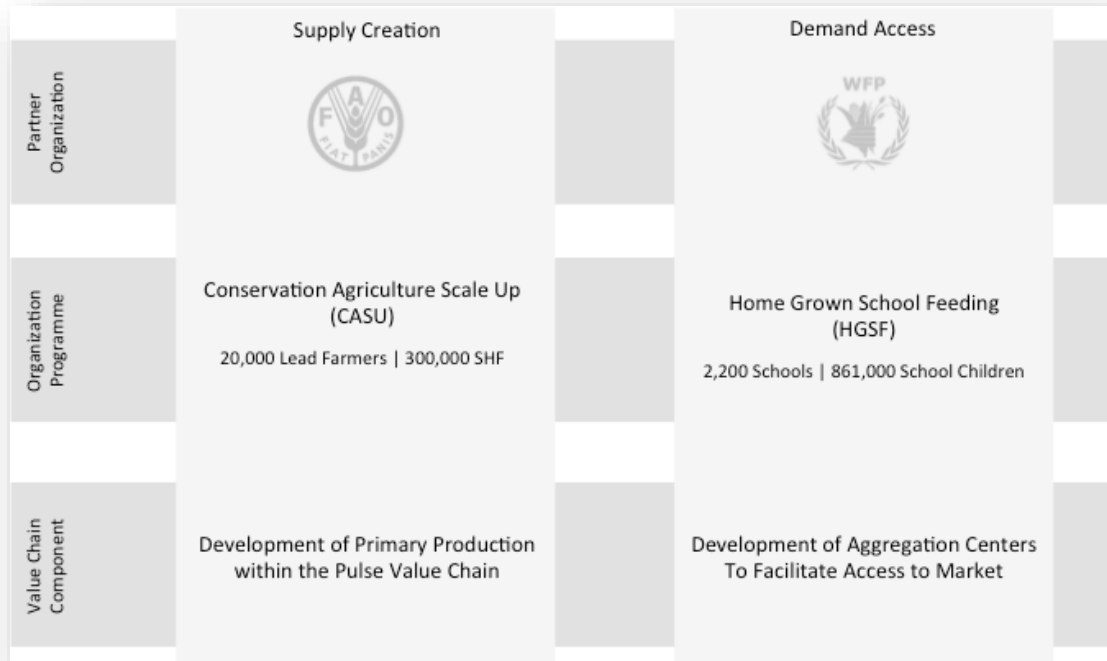 Supply Creation
Demand Access
Partner
Organization
FAO
FIAT PANIS
WFP
Organization
Programme
Conservation Agriculture Scale Up
(CASU)
20,000 Lead Farmers | 300,000 SHF
Home Grown School Feeding
(HGSF)
2,200 Schools | 861,000 School Children
Value Chain
Component
Development of Primary Production
within the Pulse Value Chain
Development of Aggregation Centers
To Facilitate Access to Market